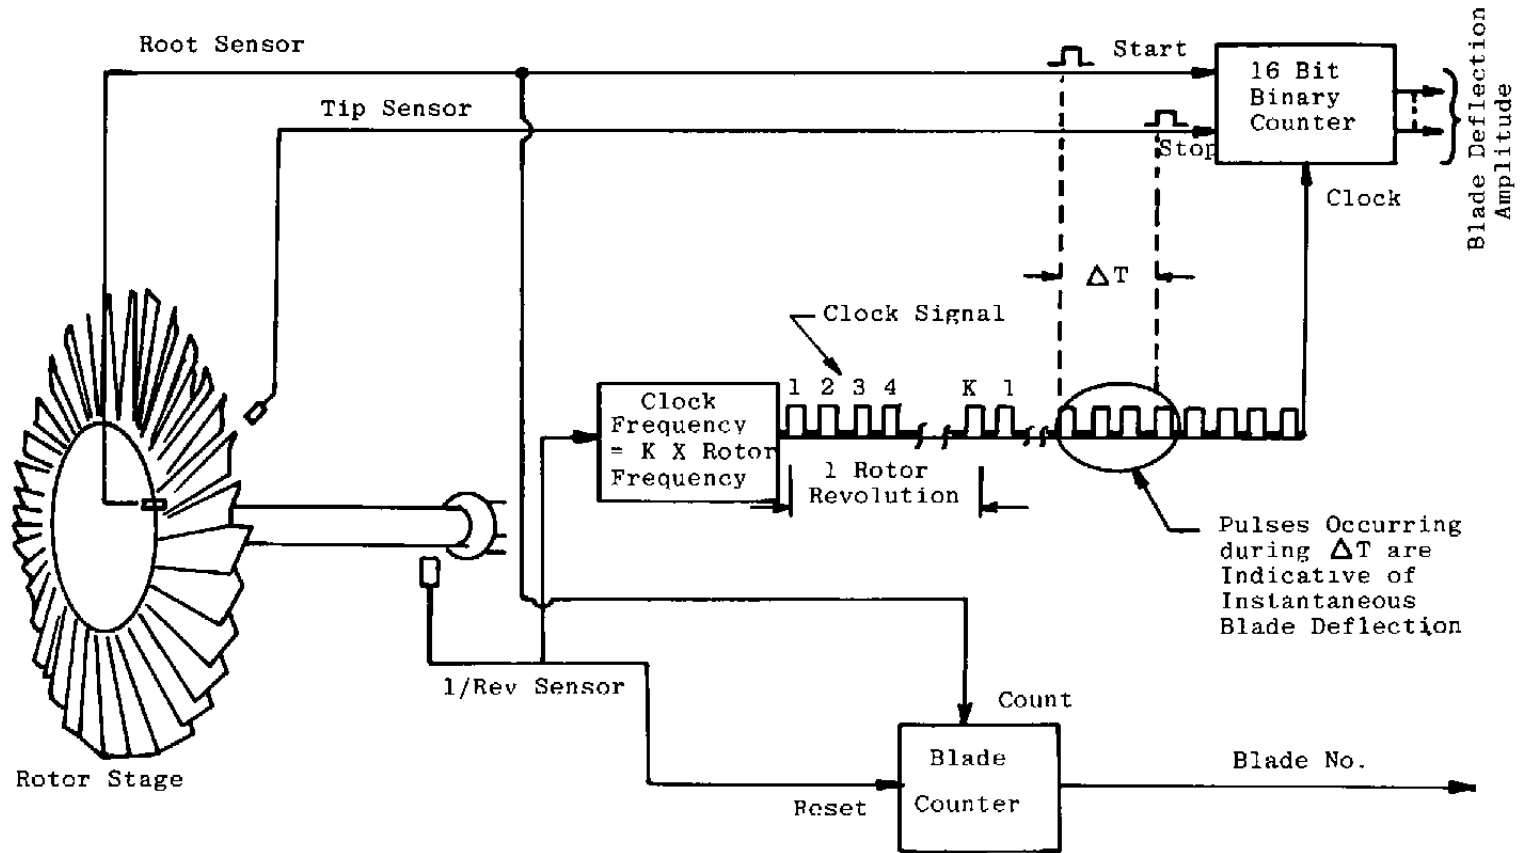 Root Sensor
Start
16 Bit
Binary
Counter
Blade Deflection
Amplitude
Tip Sensor
Stop
Clock
ΔT
Clock Signal
1 2 3 4
K 1
Clock
Frequency
= K X Rotor
Frequency
1 Rotor
Revolution
Pulses Occurring
during ΔT are
Indicative of
Instantaneous
Blade Deflection
1/Rev Sensor
Count
Rotor Stage
Blade
Counter
Blade No.
Reset